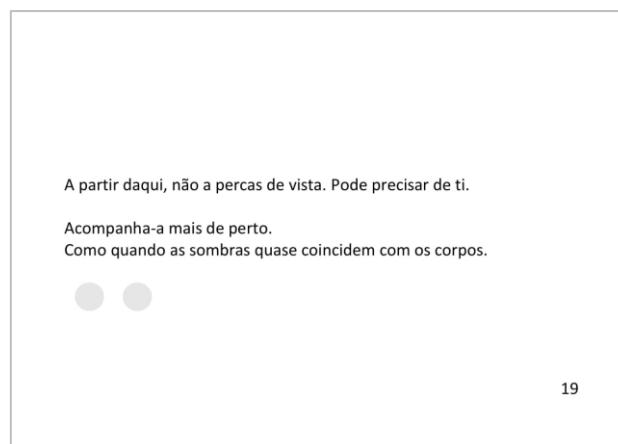 A partir daqui, não a percas de vista. Pode precisar de ti.
Acompanha-a mais de perto.
Como quando as sombras quase coincidem com os corpos.
19